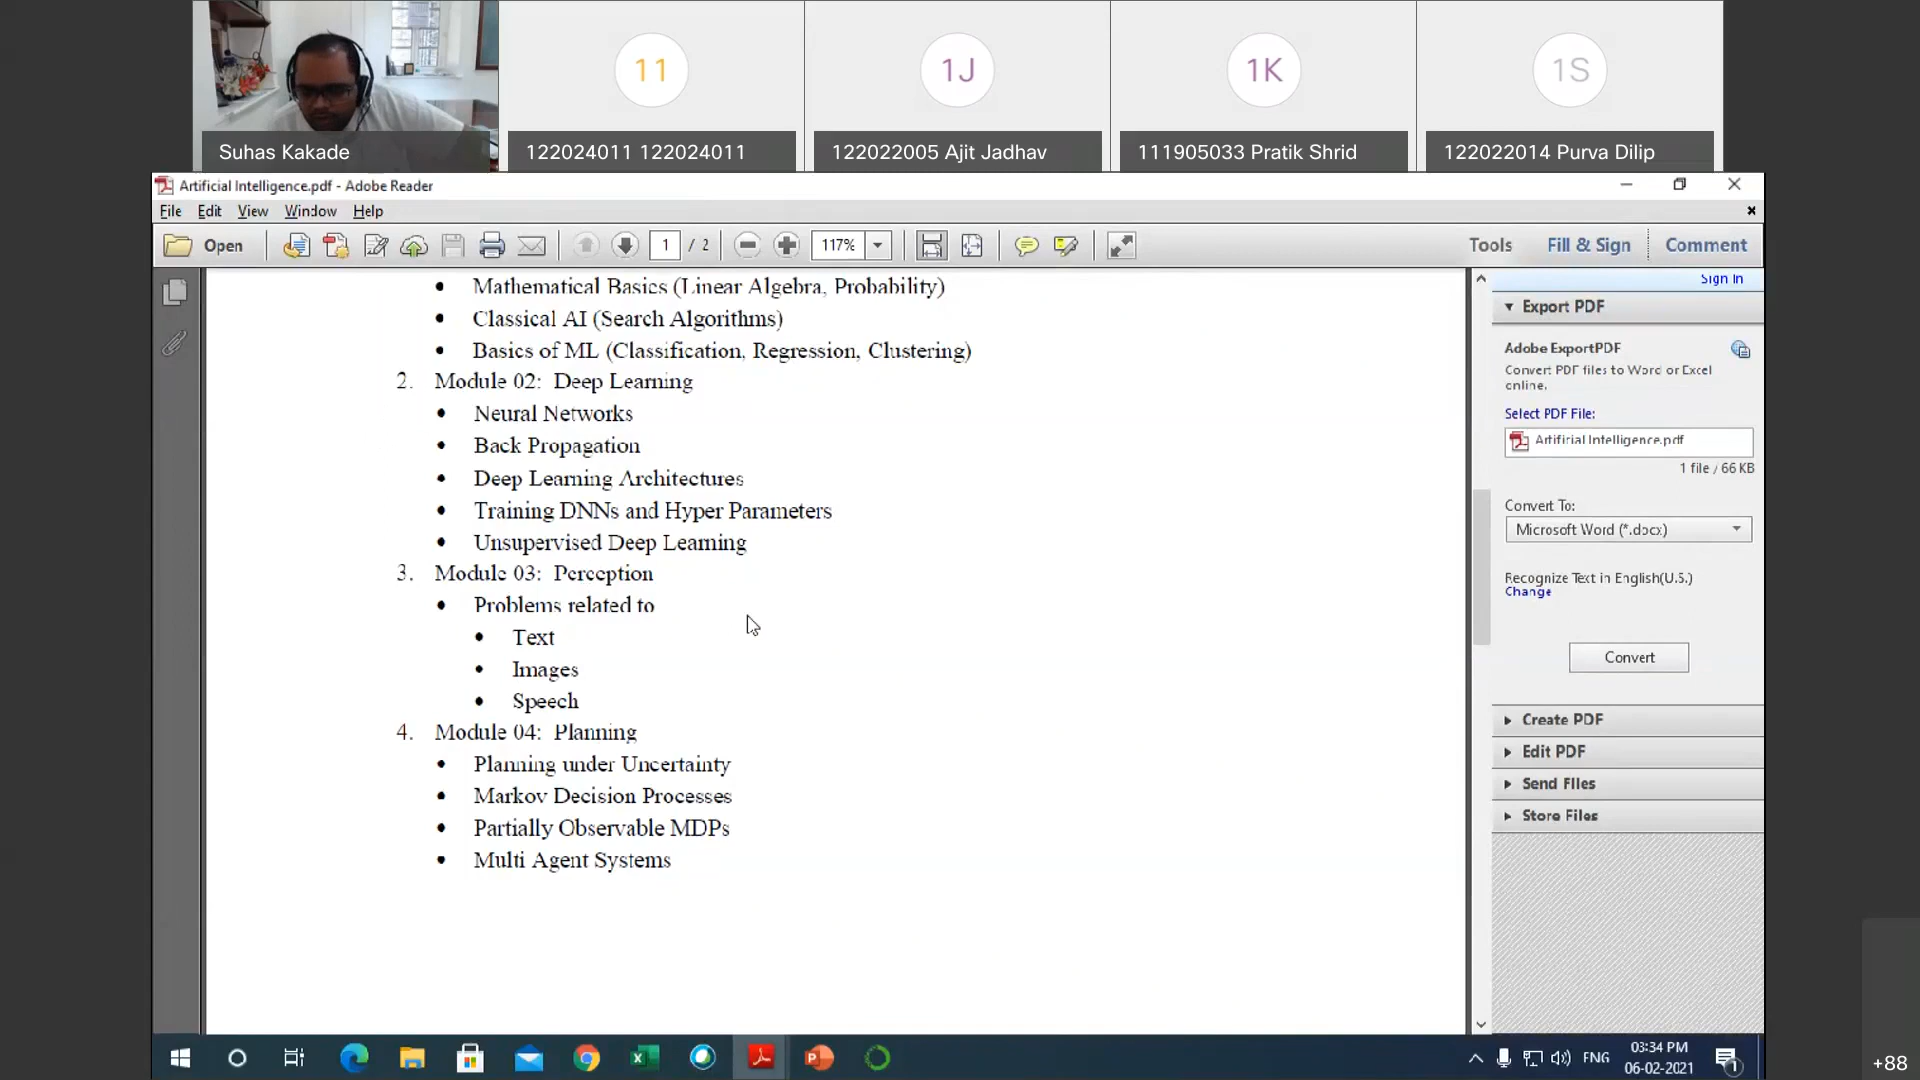 11
1J
1K
1S
Suhas Kakade
122024011 122024011
122022005 Ajit Jadhav
111905033 Pratik Shrid
122022014 Purva Dilip
Artificial Intelligence.pdf - Adobe Reader
File Edit View Window Help
Open
1 / 2
117%
Tools
Fill & Sign
Comment
Sign In
• Mathematical Basics (Linear Algebra, Probability)
• Classical AI (Search Algorithms)
• Basics of ML (Classification, Regression, Clustering)
2. Module 02: Deep Learning
• Neural Networks
• Back Propagation
• Deep Learning Architectures
• Training DNNs and Hyper Parameters
• Unsupervised Deep Learning
3. Module 03: Perception
• Problems related to
• Text
• Images
• Speech
4. Module 04: Planning
• Planning under Uncertainty
• Markov Decision Processes
• Partially Observable MDPs
• Multi Agent Systems
Export PDF
Adobe ExportPDF
Convert PDF files to Word or Excel
online.
Select PDF File:
Artificial Intelligence.pdf
1 file / 66 KB
Convert To:
Microsoft Word (*.docx)
Recognize Text in English(U.S.)
Change
Convert
Create PDF
Edit PDF
Send Files
Store Files
ENG
03:34 PM
06-02-2021
1
+88